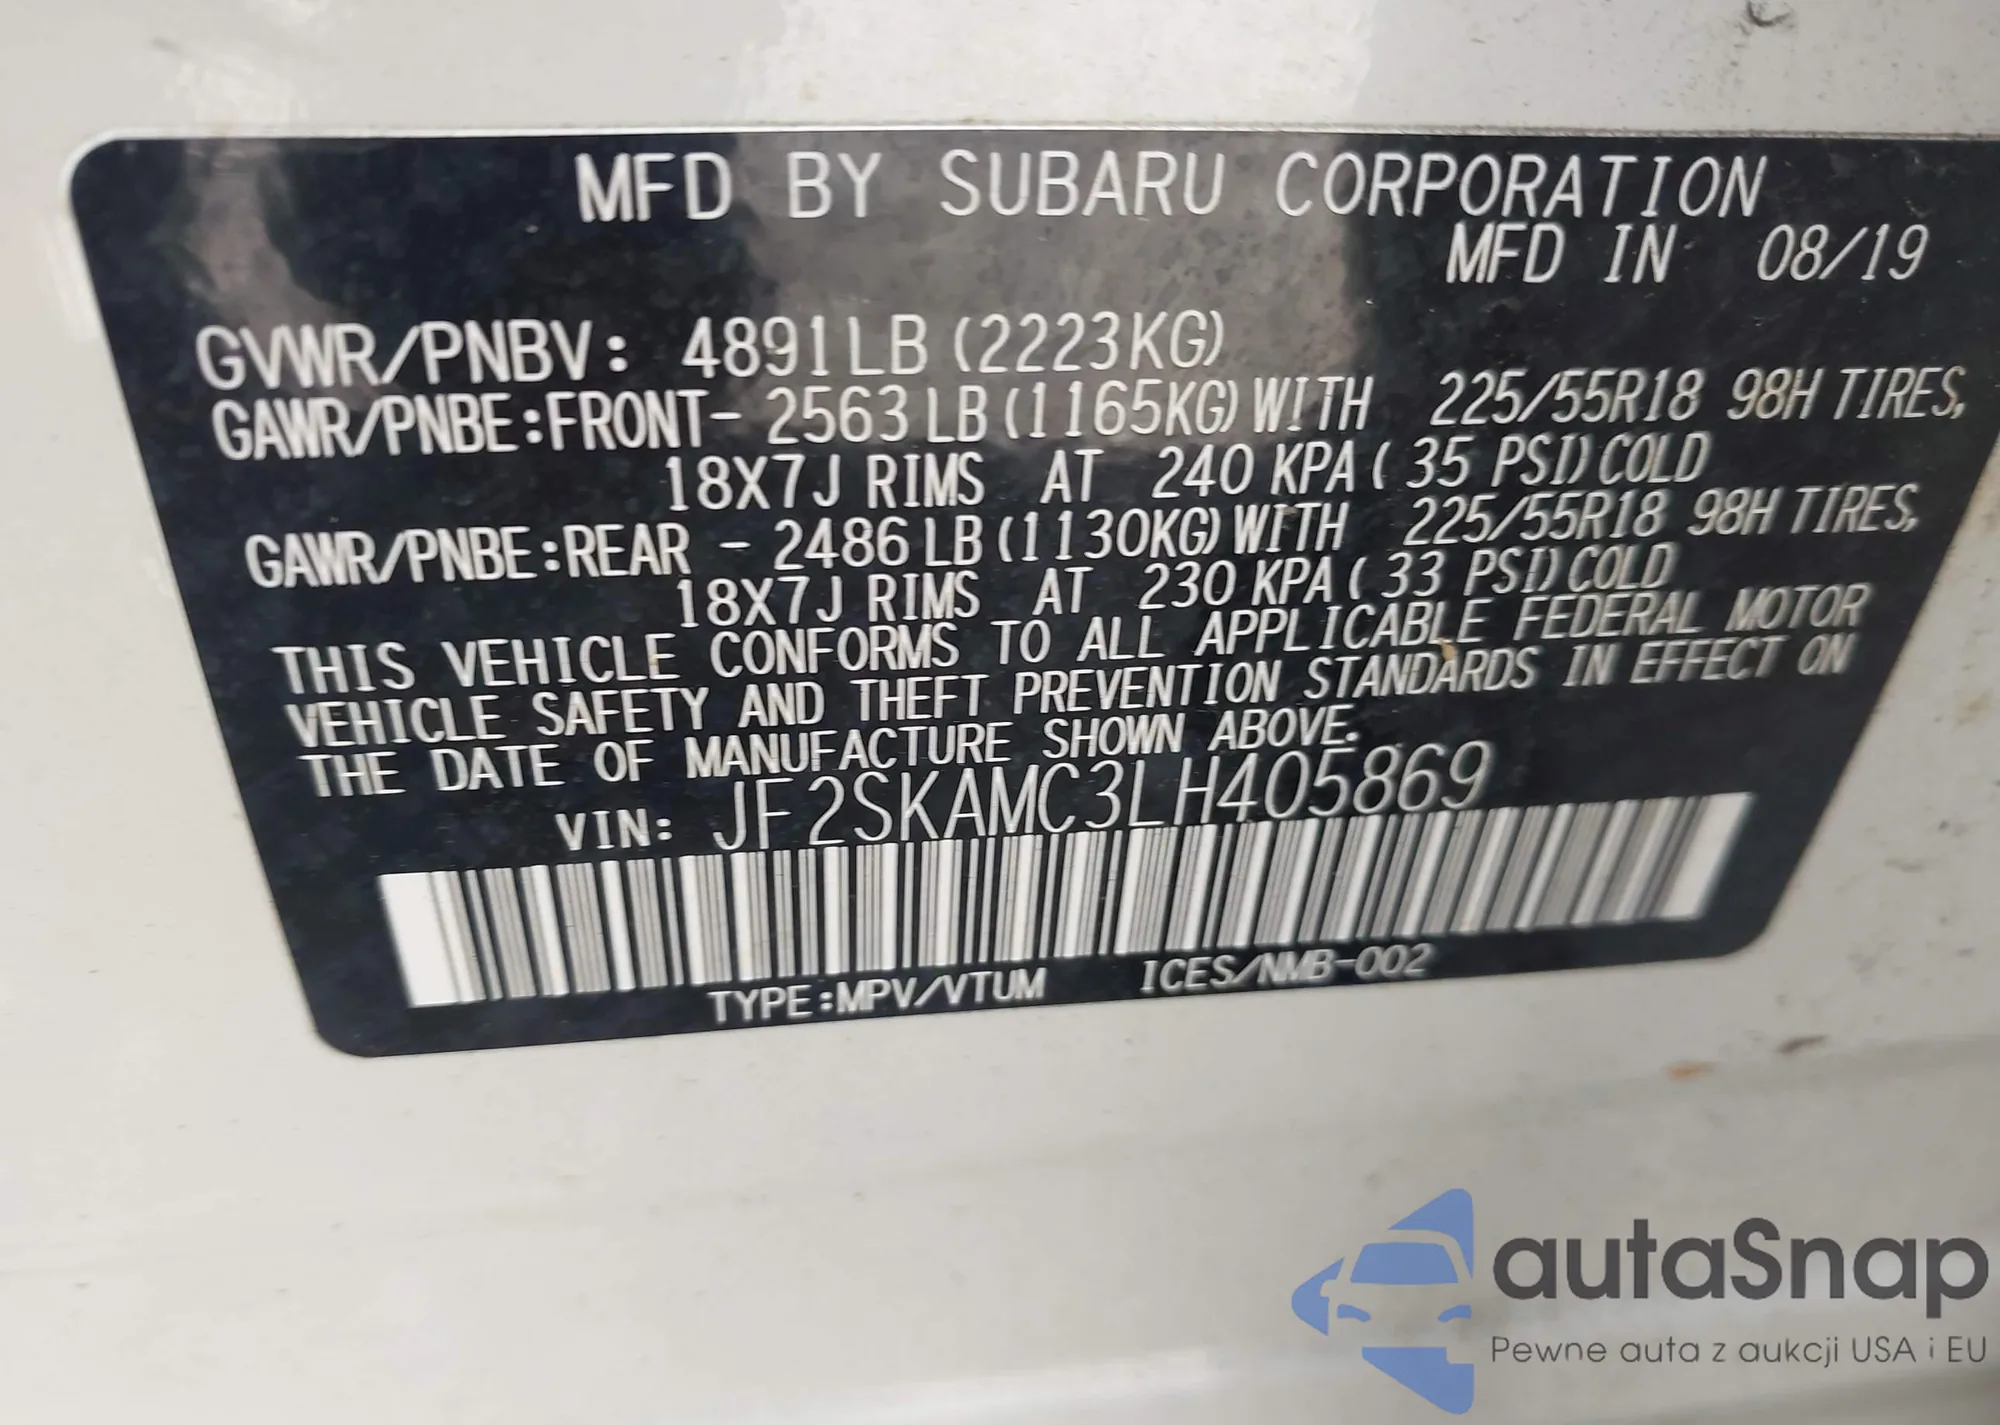 MFD BY SUBARU CORPORATION
MFD IN 08/19
GVWR/PNBV: 4891LB (2223KG)
GAWR/PNBE:FRONT- 2563 LB (1165KG) WITH 225/55R18 98H TIRES,
18X7J RIMS AT 240 KPA ( 35 PSI) COLD
GAWR/PNBE:REAR - 2486 LB (1130KG) WITH 225/55R18 98H TIRES,
18X7J RIMS AT 230 KPA ( 33 PSI) COLD
THIS VEHICLE CONFORMS TO ALL APPLICABLE FEDERAL MOTOR
VEHICLE SAFETY AND THEFT PREVENTION STANDARDS IN EFFECT ON
THE DATE OF MANUFACTURE SHOWN ABOVE.
VIN: JF2SKAMC3LH405869
TYPE:MPV/VTUM ICES/NMB-002
autaSnap
Pewne auta z aukcji USA i EU